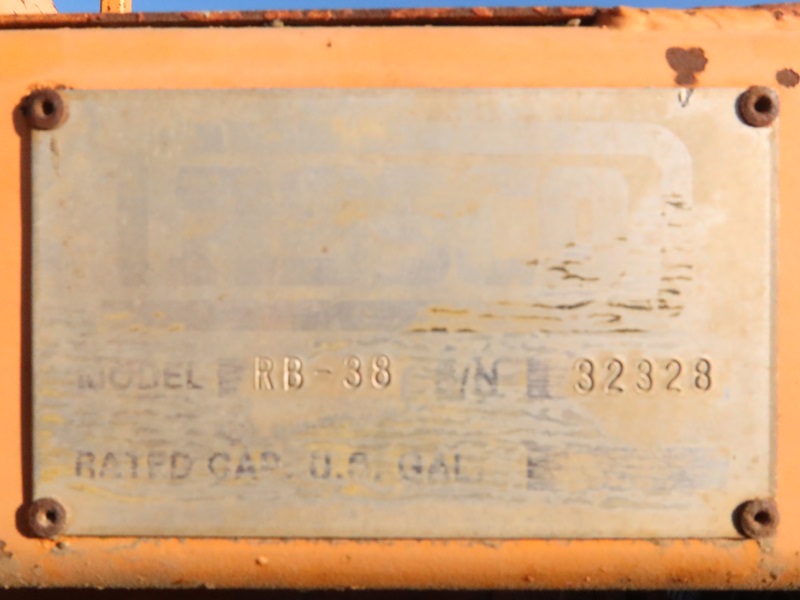 MODEL RB-38 S/N 32328
RATED CAP. U.S. GAL.